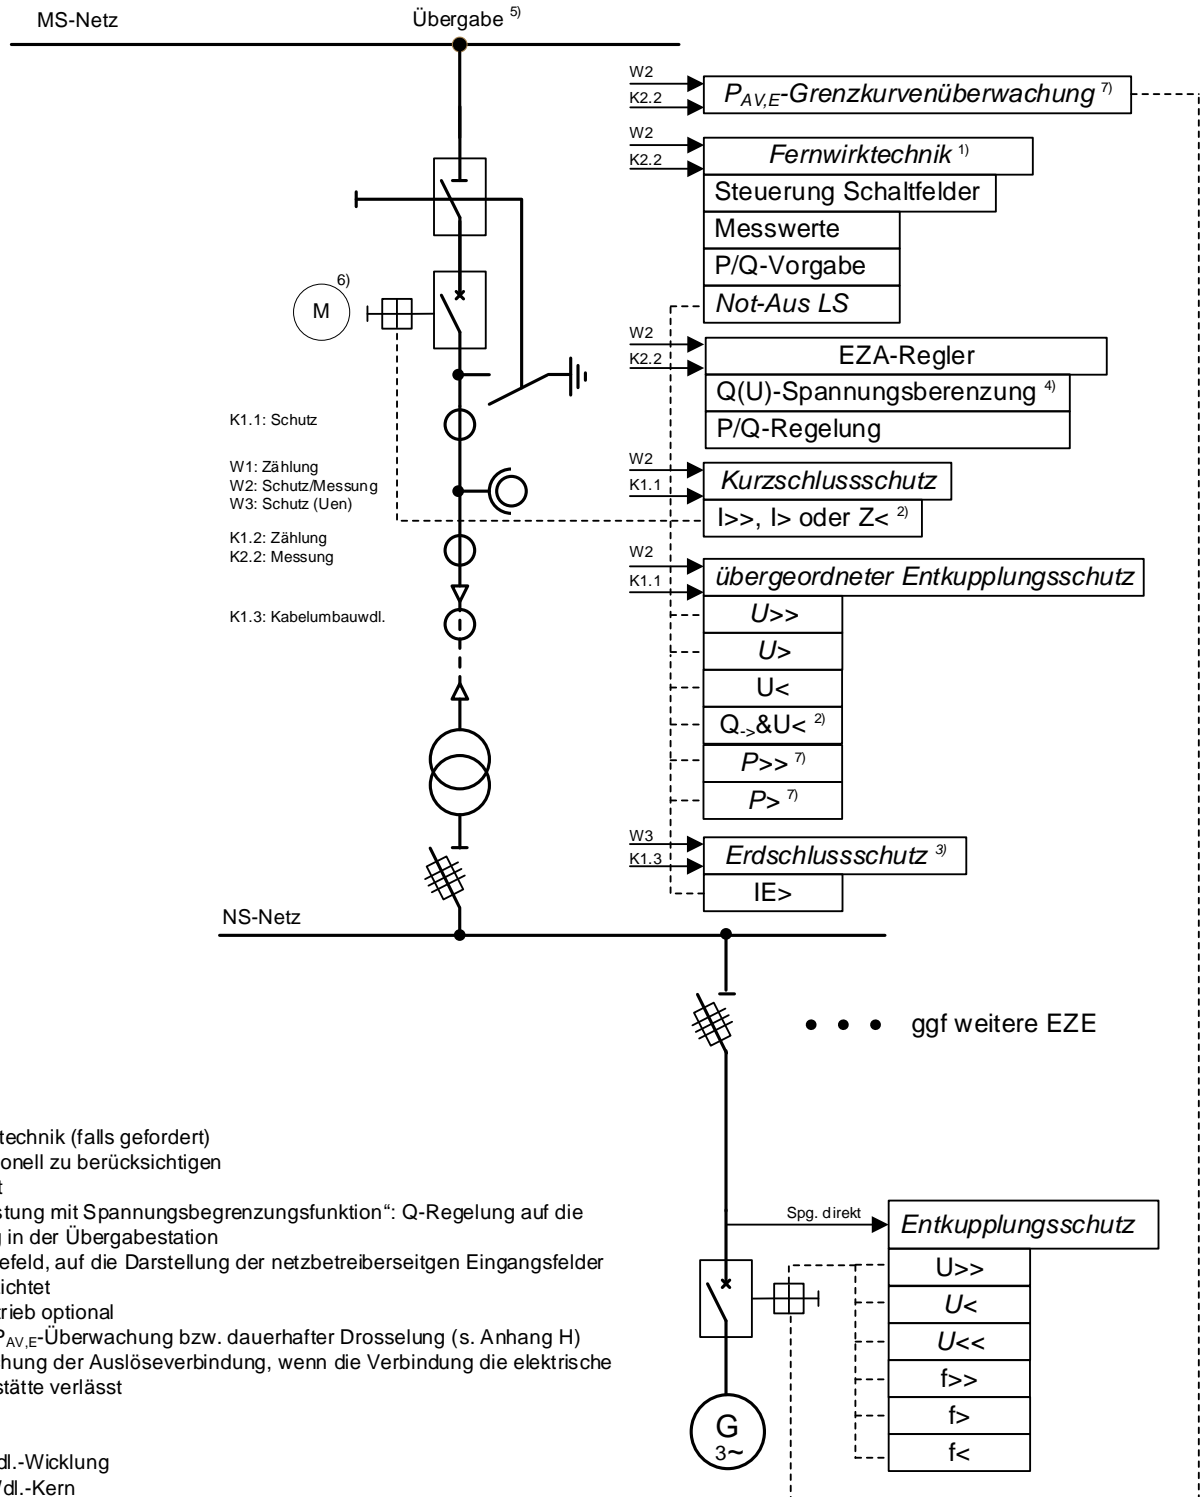 MS-Netz
Übergabe 5)
W2
K2.2
P_AV,E-Grenzkurvenüberwachung 7)
W2
K2.2
Fernwirktechnik 1)
Steuerung Schaltfelder
Messwerte
P/Q-Vorgabe
Not-Aus LS
6)
M
W2
K2.2
EZA-Regler
Q(U)-Spannungsberenzung 4)
P/Q-Regelung
K1.1: Schutz
W1: Zählung
W2: Schutz/Messung
W3: Schutz (Uen)
K1.2: Zählung
K2.2: Messung
K1.3: Kabelumbauwdl.
W2
K1.1
Kurzschlussschutz
I>>, I> oder Z< 2)
W2
K1.1
übergeordneter Entkupplungsschutz
U>>
U>
U<
Q->&U< 2)
P>> 7)
P> 7)
W3
K1.3
Erdschlussschutz 3)
IE>
NS-Netz
ggf weitere EZE
technik (falls gefordert)
onell zu berücksichtigen
t
stung mit Spannungsbegrenzungsfunktion“: Q-Regelung auf die
g in der Übergabestation
efeld, auf die Darstellung der netzbetreiberseitgen Eingangsfelder
ichtet
trieb optional
P_AV,E-Überwachung bzw. dauerhafter Drosselung (s. Anhang H)
chung der Auslöseverbindung, wenn die Verbindung die elektrische
stätte verlässt
dl.-Wicklung
Vdl.-Kern
Spg. direkt
Entkupplungsschutz
U>>
U<
U<<
f>>
f>
f<
G
3~